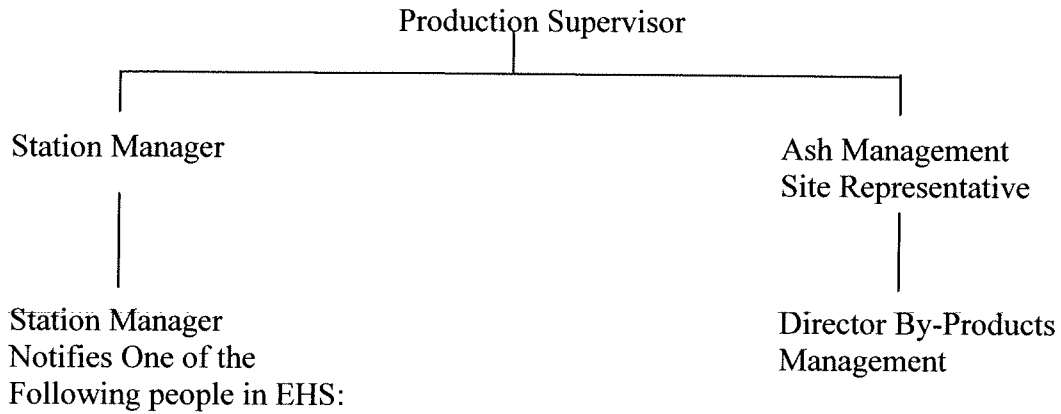 Production Supervisor
Station Manager
Ash Management
Site Representative
Station Manager
Notifies One of the
Following people in EHS:
Director By-Products
Management